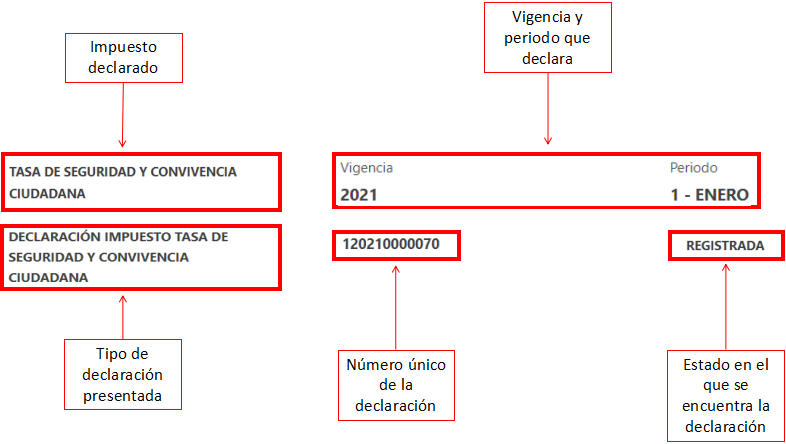 Impuesto
declarado
Vigencia y
periodo que
declara
TASA DE SEGURIDAD Y CONVIVENCIA
CIUDADANA
Vigencia
Periodo
2021
1 - ENERO
DECLARACIÓN IMPUESTO TASA DE
SEGURIDAD Y CONVIVENCIA
CIUDADANA
120210000070
REGISTRADA
Tipo de
declaración
presentada
Número único
de la
declaración
Estado en el
que se
encuentra la
declaración